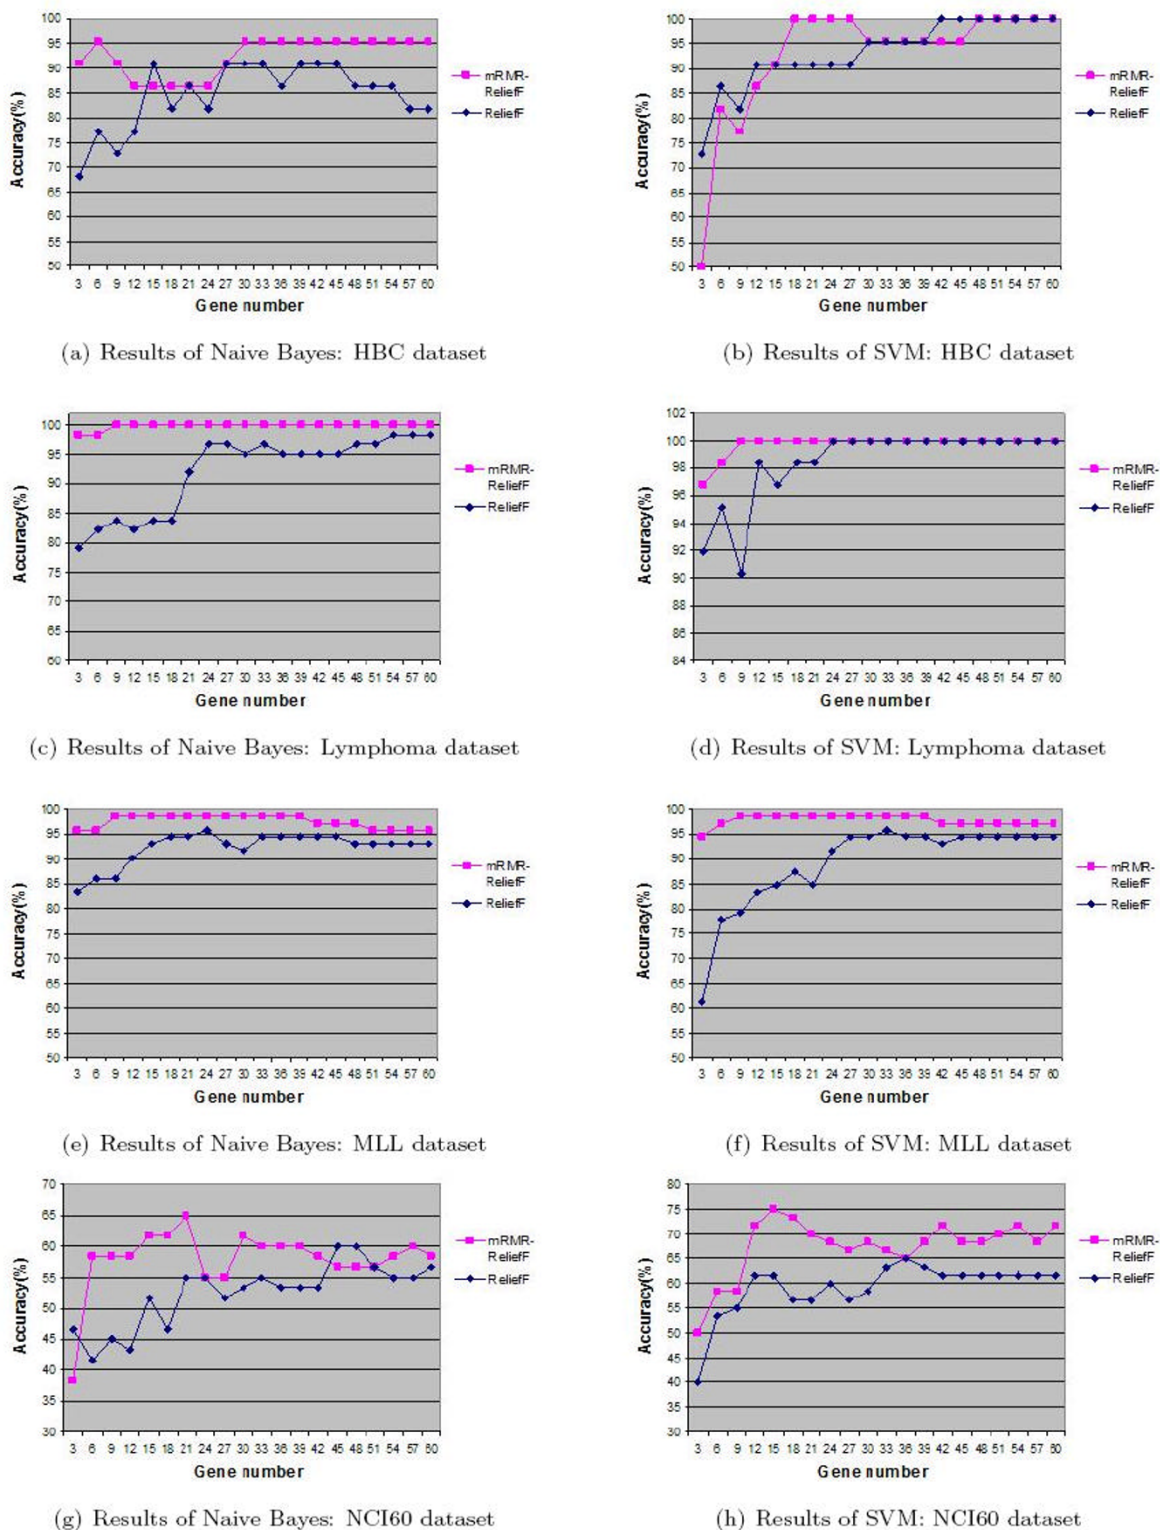 100
95
90
85
80
75
70
65
60
55
50
Accuracy(%)
3 6 9 12 15 18 21 24 27 30 33 36 39 42 45 48 51 54 57 60
Gene number
mRMR-
ReliefF
ReliefF
(a) Results of Naive Bayes: HBC dataset
100
95
90
85
80
75
70
65
60
55
50
Accuracy(%)
3 6 9 12 15 18 21 24 27 30 33 36 39 42 45 48 51 54 57 60
Gene number
mRMR-
ReliefF
ReliefF
(b) Results of SVM: HBC dataset
100
95
90
85
80
75
70
65
60
Accuracy(%)
3 6 9 12 15 18 21 24 27 30 33 36 39 42 45 48 51 54 57 60
Gene number
mRMR-
ReliefF
ReliefF
(c) Results of Naive Bayes: Lymphoma dataset
102
100
98
96
94
92
90
88
86
84
Accuracy(%)
3 6 9 12 15 18 21 24 27 30 33 36 39 42 45 48 51 54 57 60
Gene number
mRMR-
ReliefF
ReliefF
(d) Results of SVM: Lymphoma dataset
100
95
90
85
80
75
70
65
60
55
50
Accuracy(%)
3 6 9 12 15 18 21 24 27 30 33 36 39 42 45 48 51 54 57 60
Gene number
mRMR-
ReliefF
ReliefF
(e) Results of Naive Bayes: MLL dataset
100
95
90
85
80
75
70
65
60
55
50
Accuracy(%)
3 6 9 12 15 18 21 24 27 30 33 36 39 42 45 48 51 54 57 60
Gene number
mRMR-
ReliefF
ReliefF
(f) Results of SVM: MLL dataset
70
65
60
55
50
45
40
35
30
Accuracy(%)
3 6 9 12 15 18 21 24 27 30 33 36 39 42 45 48 51 54 57 60
Gene number
mRMR-
ReliefF
ReliefF
(g) Results of Naive Bayes: NCI60 dataset
80
75
70
65
60
55
50
45
40
35
30
Accuracy(%)
3 6 9 12 15 18 21 24 27 30 33 36 39 42 45 48 51 54 57 60
Gene number
mRMR-
ReliefF
ReliefF
(h) Results of SVM: NCI60 dataset